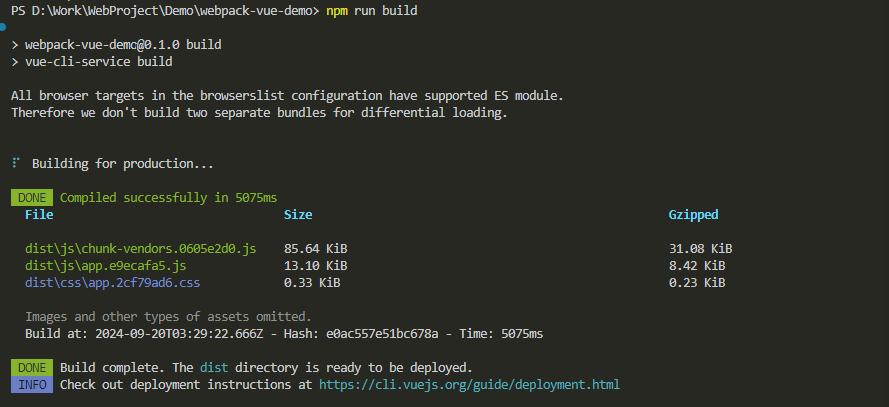 PS D:\Work\WebProject\Demo\webpack-vue-demo> npm run build
> webpack-vue-demo@0.1.0 build
> vue-cli-service build
All browser targets in the browserslist configuration have supported ES module.
Therefore we don't build two separate bundles for differential loading.
Building for production...
DONE Compiled successfully in 5075ms
File Size Gzipped
dist\js\chunk-vendors.0605e2d0.js 85.64 KiB 31.08 KiB
dist\js\app.e9ecafa5.js 13.10 KiB 8.42 KiB
dist\css\app.2cf79ad6.css 0.33 KiB 0.23 KiB
Images and other types of assets omitted.
Build at: 2024-09-20T03:29:22.666Z - Hash: e0ac557e51bc678a - Time: 5075ms
DONE Build complete. The dist directory is ready to be deployed.
INFO Check out deployment instructions at https://cli.vuejs.org/guide/deployment.html